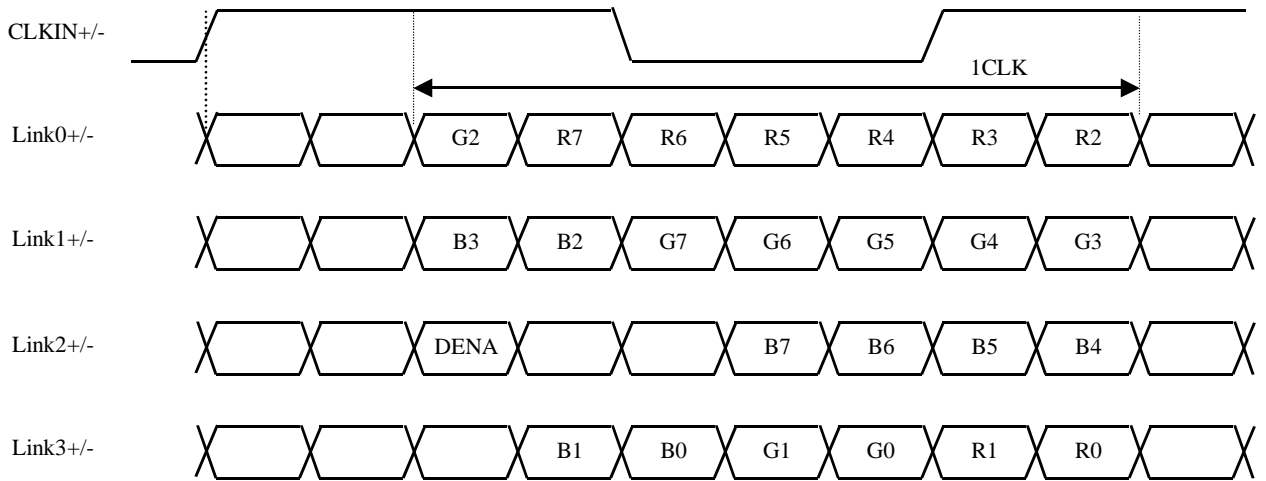 CLKIN+/-
1CLK
Link0+/- G2 R7 R6 R5 R4 R3 R2
Link1+/- B3 B2 G7 G6 G5 G4 G3
Link2+/- DENA B7 B6 B5 B4
Link3+/- B1 B0 G1 G0 R1 R0